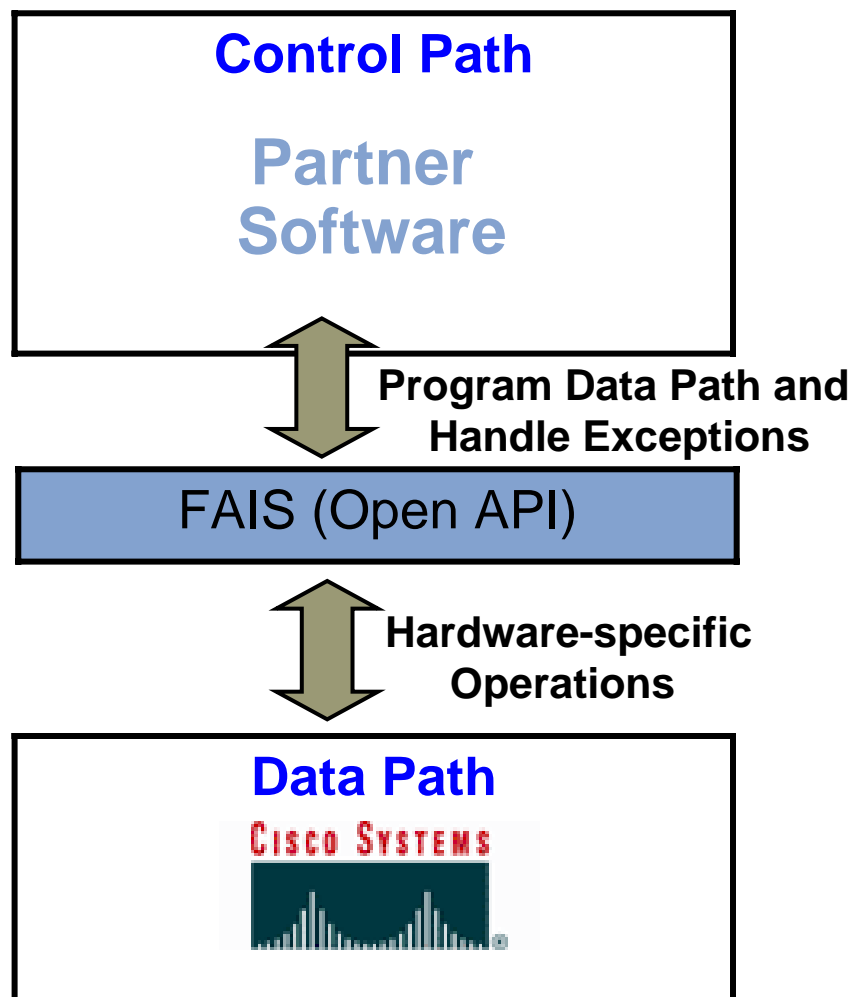 Control Path
Partner
Software
Program Data Path and
Handle Exceptions
FAIS (Open API)
Hardware-specific
Operations
Data Path
CISCO SYSTEMS
®